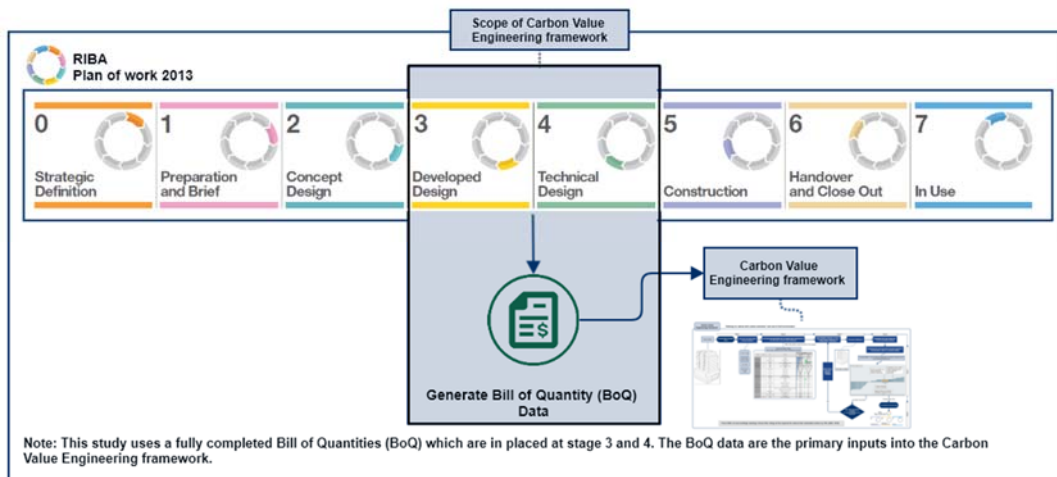 Scope of Carbon Value
Engineering framework
RIBA
Plan of work 2013
0
Strategic
Definition
1
Preparation
and Brief
2
Concept
Design
3
Developed
Design
4
Technical
Design
5
Construction
6
Handover
and Close Out
7
In Use
Carbon Value
Engineering framework
$
Generate Bill of Quantity (BoQ)
Data
Note: This study uses a fully completed Bill of Quantities (BoQ) which are in placed at stage 3 and 4. The BoQ data are the primary inputs into the Carbon
Value Engineering framework.